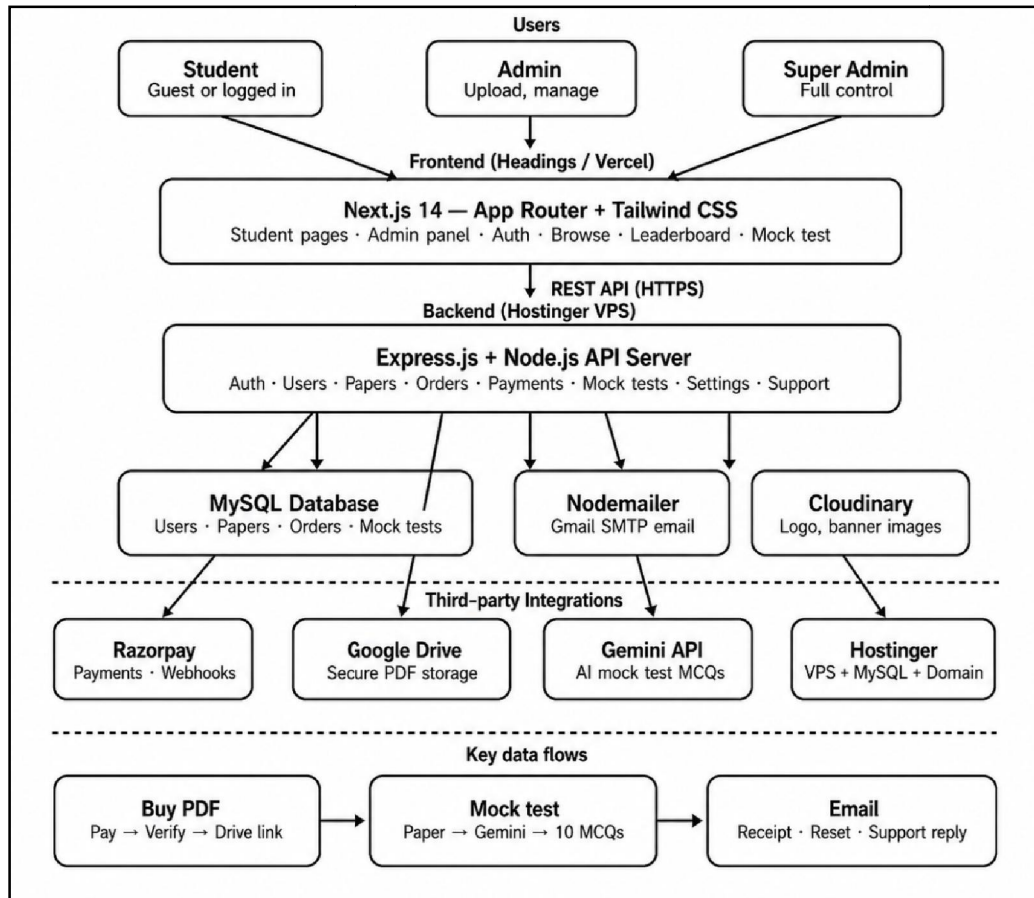 Users
Student
Guest or logged in
Admin
Upload, manage
Super Admin
Full control
Frontend (Headings / Vercel)
Next.js 14 — App Router + Tailwind CSS
Student pages · Admin panel · Auth · Browse · Leaderboard · Mock test
REST API (HTTPS)
Backend (Hostinger VPS)
Express.js + Node.js API Server
Auth · Users · Papers · Orders · Payments · Mock tests · Settings · Support
MySQL Database
Users · Papers · Orders · Mock tests
Nodemailer
Gmail SMTP email
Cloudinary
Logo, banner images
Third-party Integrations
Razorpay
Payments · Webhooks
Google Drive
Secure PDF storage
Gemini API
AI mock test MCQs
Hostinger
VPS + MySQL + Domain
Key data flows
Buy PDF
Pay → Verify → Drive link
Mock test
Paper → Gemini → 10 MCQs
Email
Receipt · Reset · Support reply